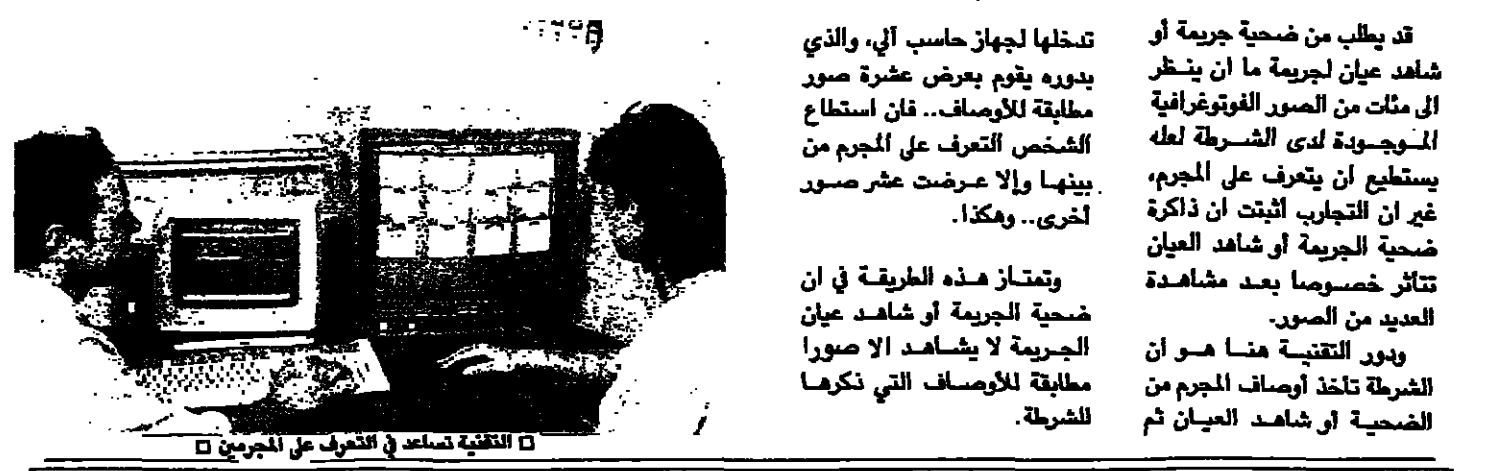 قد يطلب من ضحية جريمة أو
شاهد عيان لجريمة ما ان ينظر
الى مئات من الصور الفوتوغرافية
الموجودة لدى الشرطة لعله
يستطيع ان يتعرف على المجرم،
غير ان التجارب اثبتت ان ذاكرة
ضحية الجريمة أو شاهد العيان
تتأثر خصوصا بعد مشاهدة
العديد من الصور.
ودور التقنية هنا هو أن
الشرطة تأخذ أوصاف المجرم من
الضحية أو شاهد العيان ثم
تدخلها لجهاز حاسب آلي، والذي
بدوره يقوم بعرض عشرة صور
مطابقة للأوصاف.. فان استطاع
الشخص التعرف على المجرم من
بينها وإلا عرضت عشر صور
أخرى.. وهكذا.
وتمتاز هذه الطريقة في ان
ضحية الجريمة أو شاهد عيان
الجريمة لا يشاهد الا صورا
مطابقة للأوصاف التي ذكرها
للشرطة.
□ التقنية تساعد في التعرف على المجرمين □